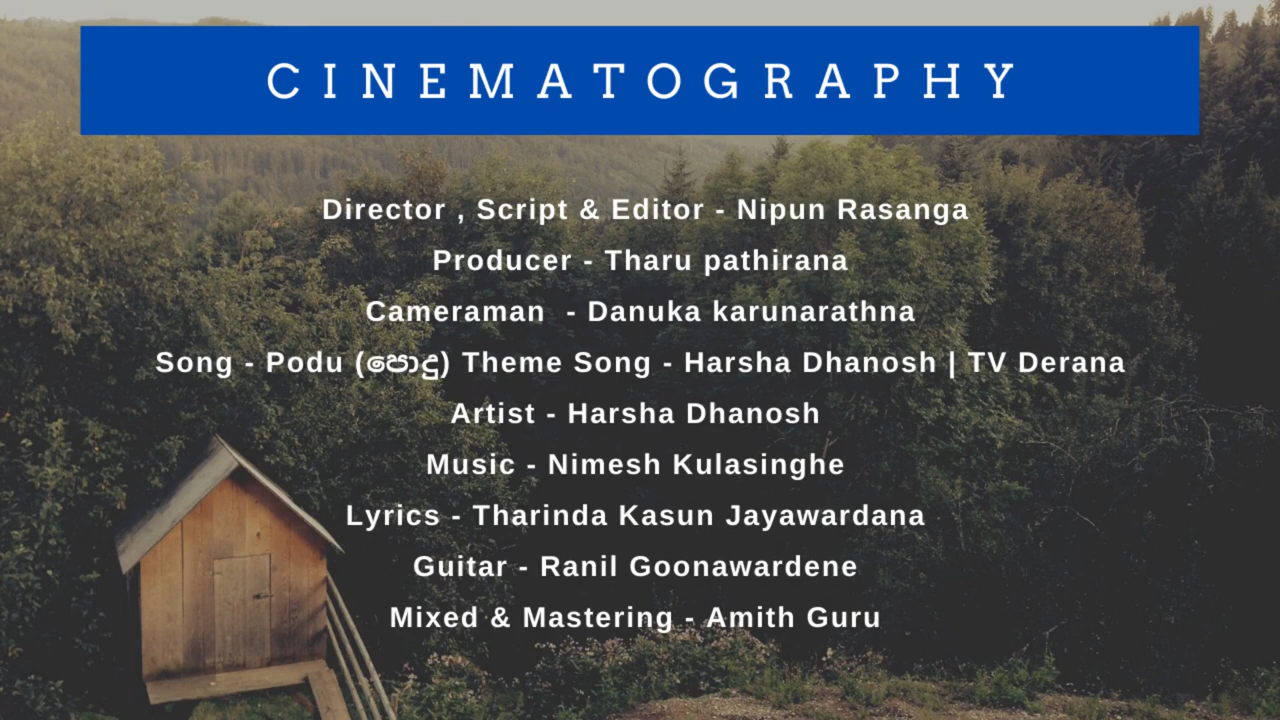 CINEMATOGRAPHY
Director , Script & Editor - Nipun Rasanga
Producer - Tharu pathirana
Cameraman  - Danuka karunarathna
Song - Podu (පොදු) Theme Song - Harsha Dhanosh | TV Derana
Artist - Harsha Dhanosh
Music - Nimesh Kulasinghe
Lyrics - Tharinda Kasun Jayawardana
Guitar - Ranil Goonawardene
Mixed & Mastering - Amith Guru